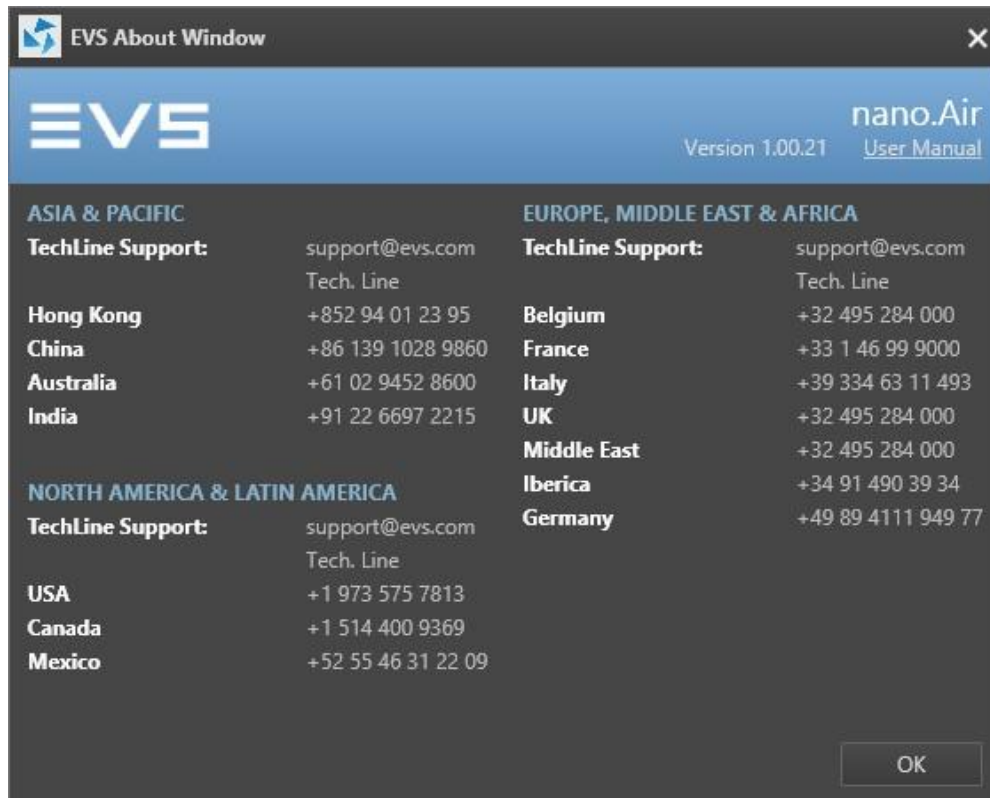 EVS About Window
EVS
nano.Air
Version 1.00.21 User Manual
ASIA & PACIFIC
TechLine Support: support@evs.com
Tech. Line
Hong Kong +852 94 01 23 95
China +86 139 1028 9860
Australia +61 02 9452 8600
India +91 22 6697 2215
NORTH AMERICA & LATIN AMERICA
TechLine Support: support@evs.com
Tech. Line
USA +1 973 575 7813
Canada +1 514 400 9369
Mexico +52 55 46 31 22 09
EUROPE, MIDDLE EAST & AFRICA
TechLine Support: support@evs.com
Tech. Line
Belgium +32 495 284 000
France +33 1 46 99 9000
Italy +39 334 63 11 493
UK +32 495 284 000
Middle East +32 495 284 000
Iberica +34 91 490 39 34
Germany +49 89 4111 949 77
OK